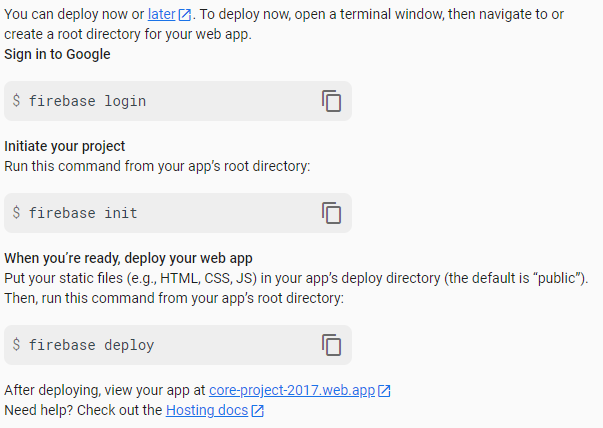 You can deploy now or later. To deploy now, open a terminal window, then navigate to or
create a root directory for your web app.
Sign in to Google
$ firebase login
Initiate your project
Run this command from your app’s root directory:
$ firebase init
When you’re ready, deploy your web app
Put your static files (e.g., HTML, CSS, JS) in your app’s deploy directory (the default is “public”).
Then, run this command from your app’s root directory:
$ firebase deploy
After deploying, view your app at core-project-2017.web.app
Need help? Check out the Hosting docs